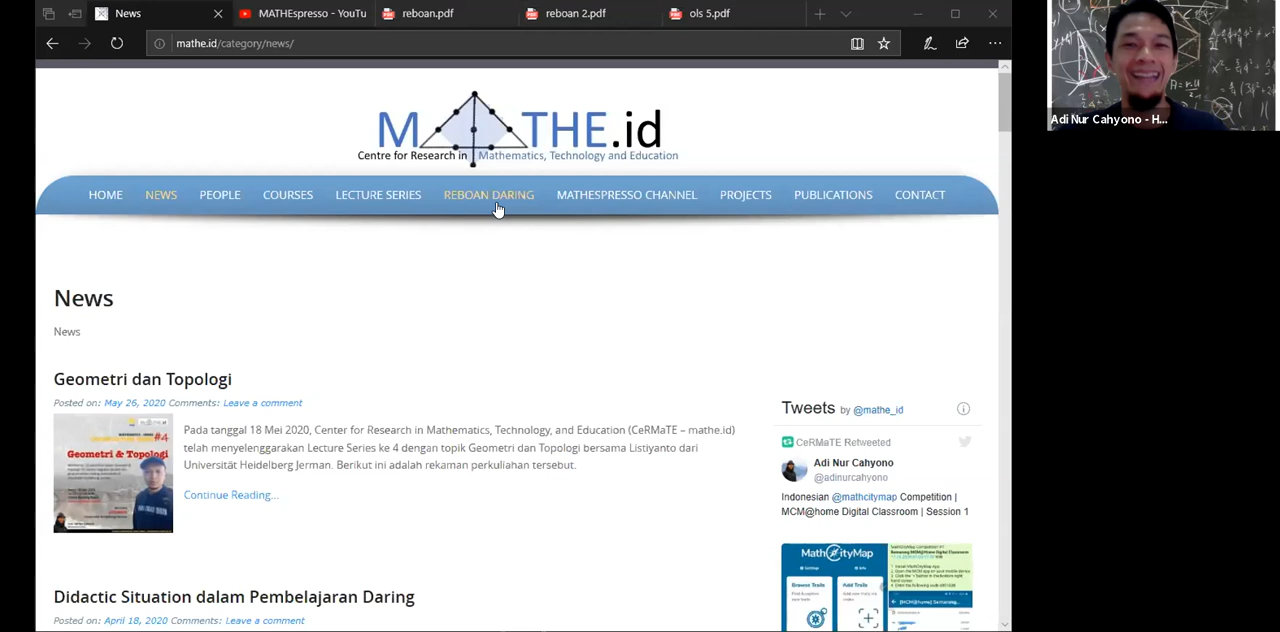 News
MATHEspresso - YouTu
reboan.pdf
reboan 2.pdf
ols 5.pdf
mathe.id/category/news/
Adi Nur Cahyono - H...
MATHE.id
Centre for Research in Mathematics, Technology and Education
HOME NEWS PEOPLE COURSES LECTURE SERIES REBOAN DARING MATHESPRESSO CHANNEL PROJECTS PUBLICATIONS CONTACT
News
News
Geometri dan Topologi
Posted on: May 26, 2020 Comments: Leave a comment
Pada tanggal 18 Mei 2020, Center for Research in Mathematics, Technology, and Education (CeRMaTE – mathe.id)
telah menyelenggarakan Lecture Series ke 4 dengan topik Geometri dan Topologi bersama Listiyanto dari
Universität Heidelberg Jerman. Berikut ini adalah rekaman perkuliahan tersebut.
Continue Reading...
#4
Geometri & Topologi
Posted on: April 18, 2020 Comments: Leave a comment
Tweets by @mathe_id
CeRMaTE Retweeted
Adi Nur Cahyono
@adinurcahyono
Indonesian @mathcitymap Competition |
MCM@home Digital Classroom | Session 1
MathCityMap
Browse Trails
Add Trails